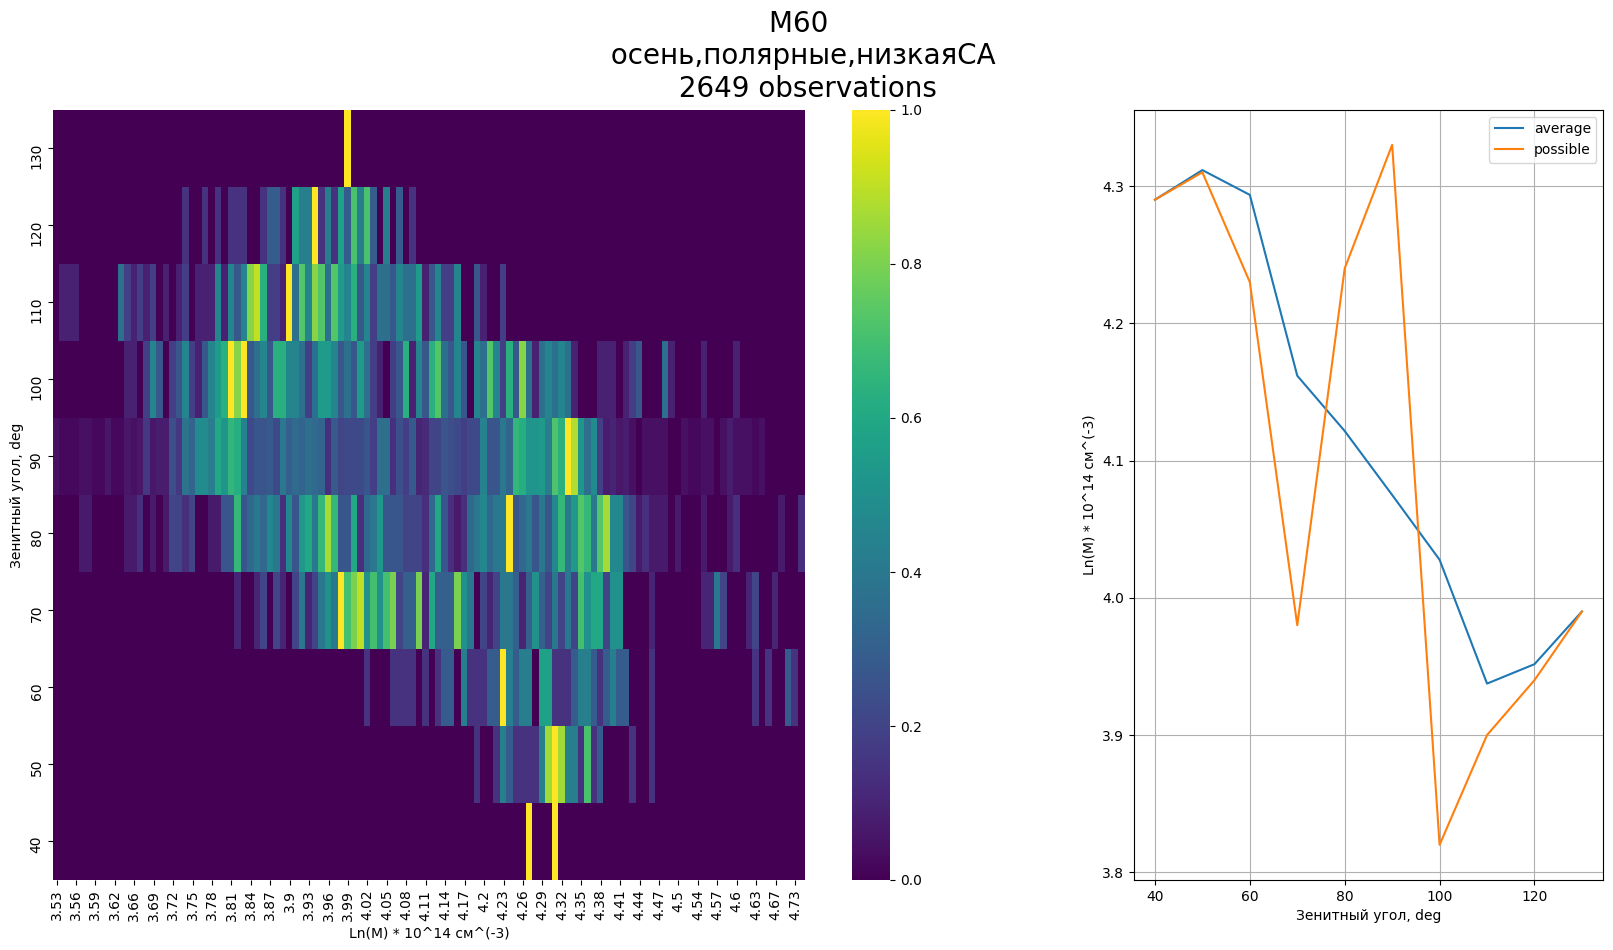 M60
осень,полярные,низкаяСА
2649 observations
Зенитный угол, deg
130
120
110
100
90
80
70
60
50
40
3.53 3.56 3.59 3.62 3.66 3.69 3.72 3.75 3.78 3.81 3.84 3.87 3.9 3.93 3.96 3.99 4.02 4.05 4.08 4.11 4.14 4.17 4.2 4.23 4.26 4.29 4.32 4.35 4.38 4.41 4.44 4.47 4.5 4.54 4.57 4.6 4.63 4.73
Ln(M) * 10^14 см^(-3)
1.0
0.8
0.6
0.4
0.2
0.0
average
possible
Ln(M) * 10^14 см^(-3)
4.3
4.2
4.1
4.0
3.9
3.8
40 60 80 100 120
Зенитный угол, deg